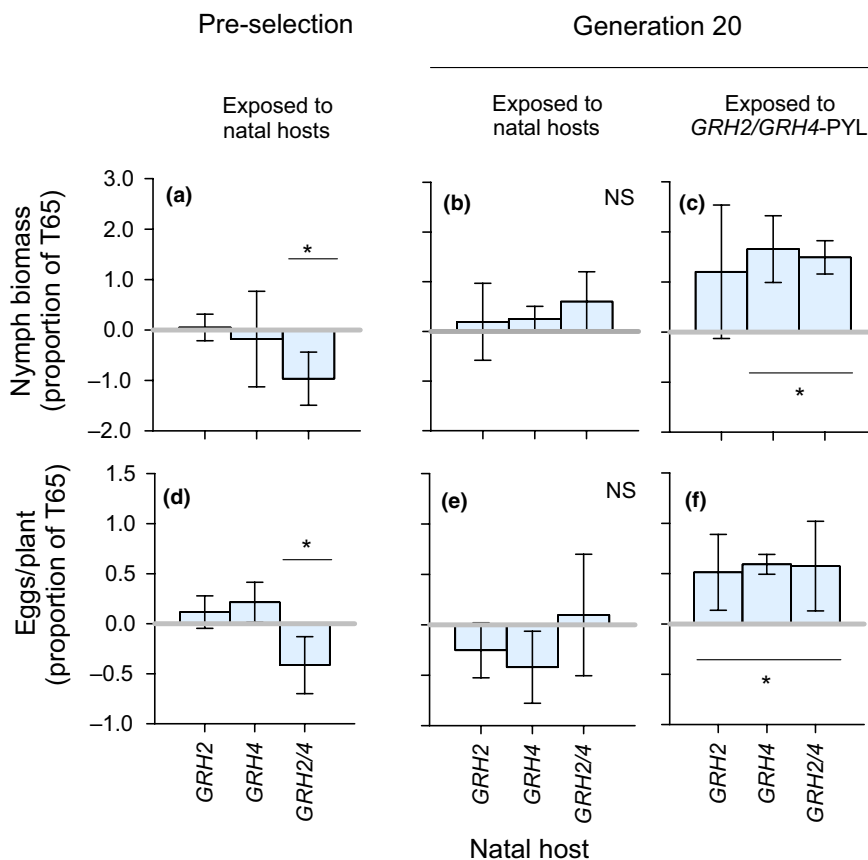 Pre-selection
Generation 20
Exposed to
natal hosts
Exposed to
natal hosts
Exposed to
GRH2/GRH4-PYL
Nymph biomass
(proportion of T65)
3.0
2.0
1.0
0.0
–1.0
–2.0
(a)
*
(b)
NS
(c)
*
Eggs/plant
(proportion of T65)
1.5
1.0
0.5
0.0
–0.5
–1.0
(d)
*
(e)
NS
(f)
*
GRH2
GRH4
GRH2/4
GRH2
GRH4
GRH2/4
GRH2
GRH4
GRH2/4
Natal host